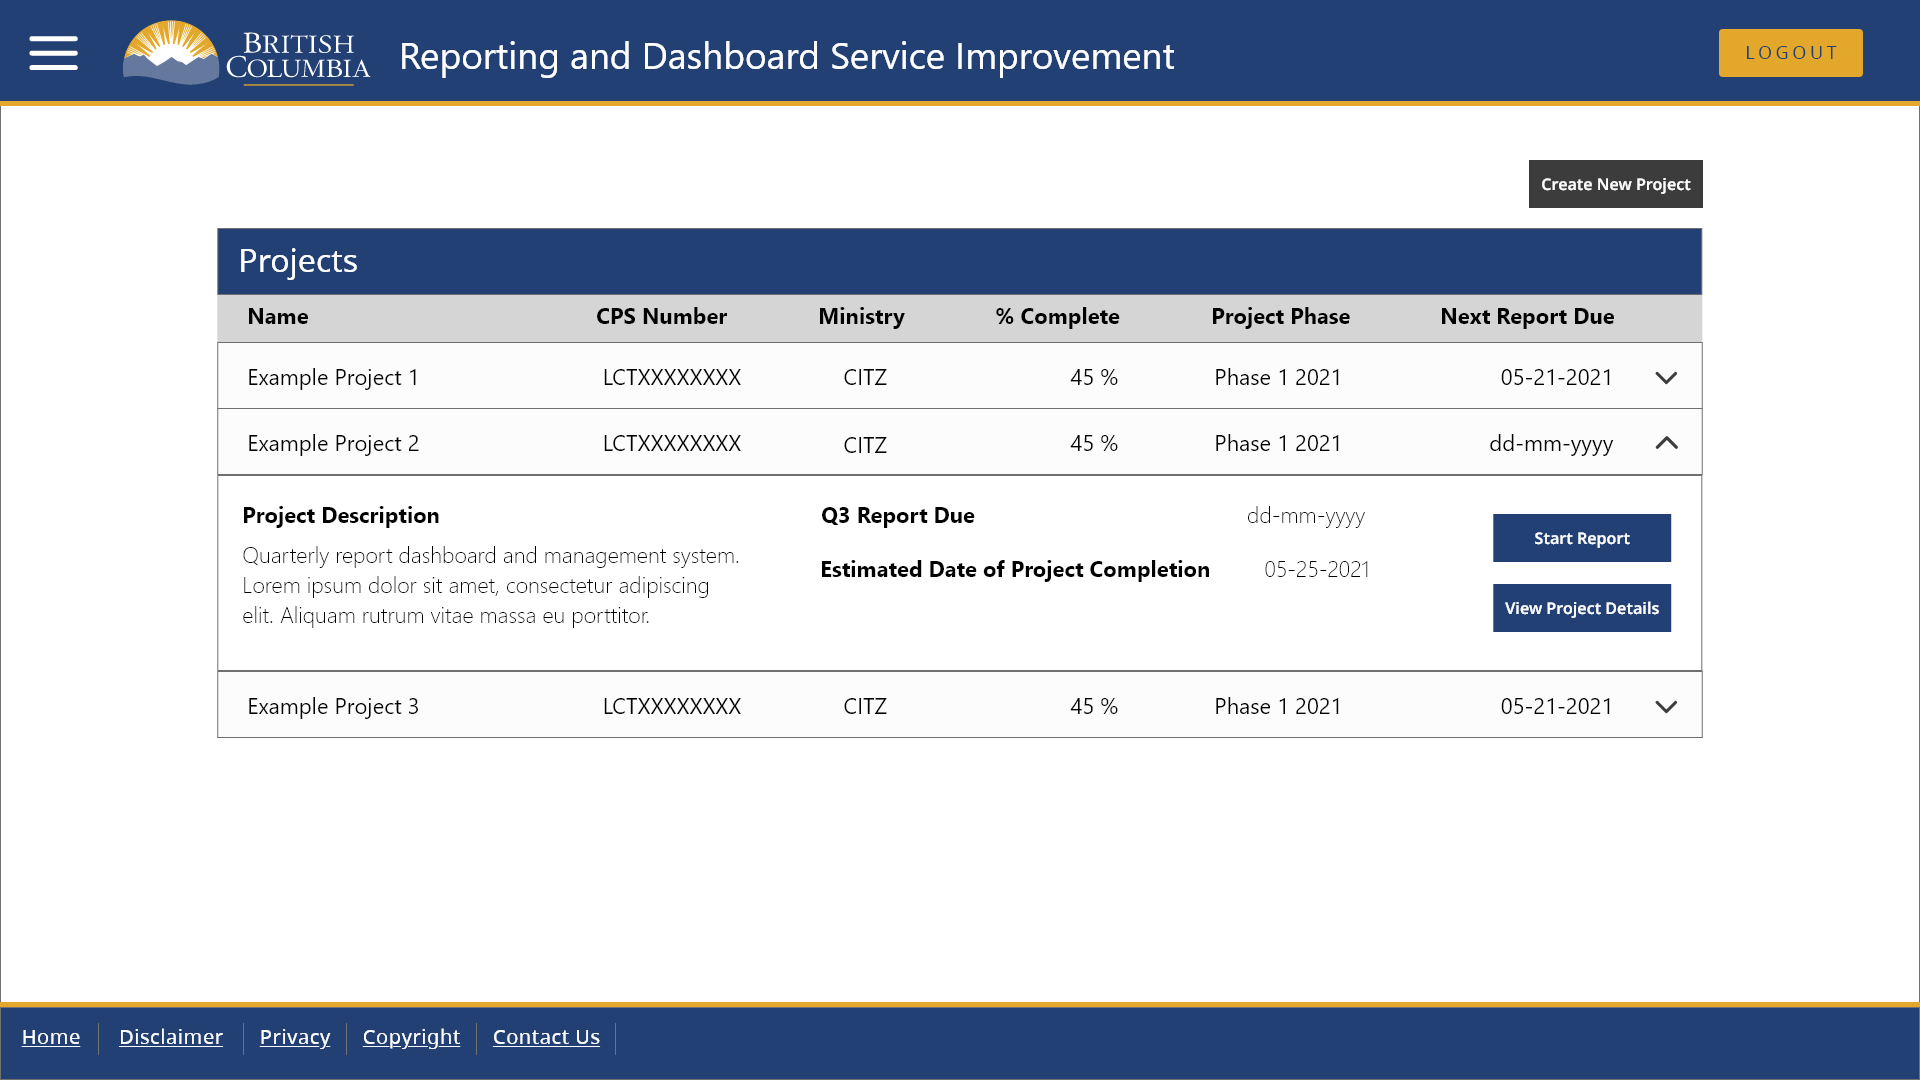 BRITISH
COLUMBIA
Reporting and Dashboard Service Improvement
LOGOUT
Create New Project
Projects
Name CPS Number Ministry % Complete Project Phase Next Report Due
Example Project 1 LCTXXXXXXXX CITZ 45 % Phase 1 2021 05-21-2021
Example Project 2 LCTXXXXXXXX CITZ 45 % Phase 1 2021 dd-mm-yyyy
Project Description
Quarterly report dashboard and management system.
Lorem ipsum dolor sit amet, consectetur adipiscing
elit. Aliquam rutrum vitae massa eu porttitor.
Q3 Report Due dd-mm-yyyy
Estimated Date of Project Completion 05-25-2021
Start Report
View Project Details
Example Project 3 LCTXXXXXXXX CITZ 45 % Phase 1 2021 05-21-2021
Home Disclaimer Privacy Copyright Contact Us